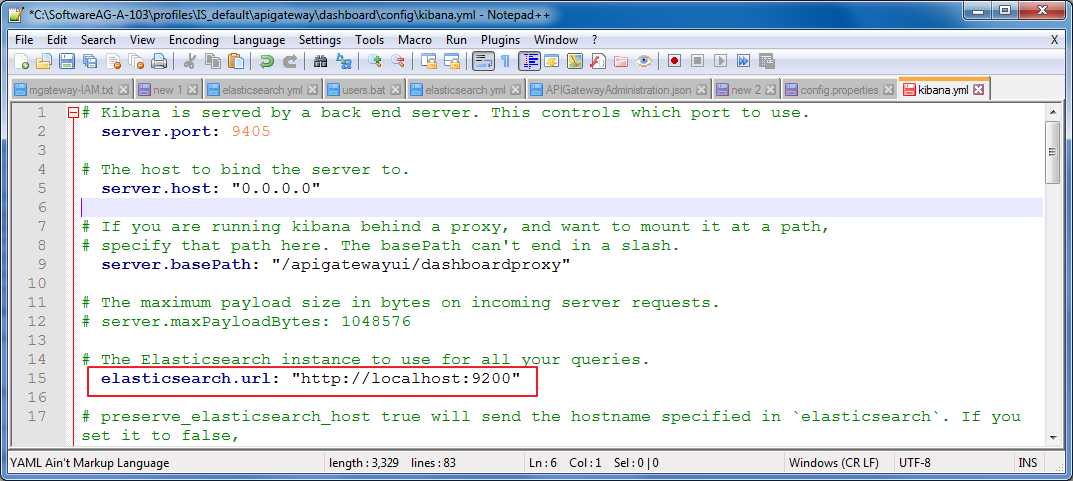 *C:\SoftwareAG-A-103\profiles\IS_default\apigateway\dashboard\config\kibana.yml - Notepad++
File Edit Search View Encoding Language Settings Tools Macro Run Plugins Window ? X
mgateway-IAM.txt new 1 elasticsearch.yml users.bat elasticsearch.yml APIGatewayAdministration.json new 2 config.properties kibana.yml
1 # Kibana is served by a back end server. This controls which port to use.
2 server.port: 9405
3
4 # The host to bind the server to.
5 server.host: "0.0.0.0"
6
7 # If you are running kibana behind a proxy, and want to mount it at a path,
8 # specify that path here. The basePath can't end in a slash.
9 server.basePath: "/apigatewayui/dashboardproxy"
10
11 # The maximum payload size in bytes on incoming server requests.
12 # server.maxPayloadBytes: 1048576
13
14 # The Elasticsearch instance to use for all your queries.
15 elasticsearch.url: "http://localhost:9200"
16
17 # preserve_elasticsearch_host true will send the hostname specified in `elasticsearch`. If you
set it to false,
YAML Ain't Markup Language length : 3,329 lines : 83 Ln : 6 Col : 1 Sel : 0 | 0 Windows (CR LF) UTF-8 INS